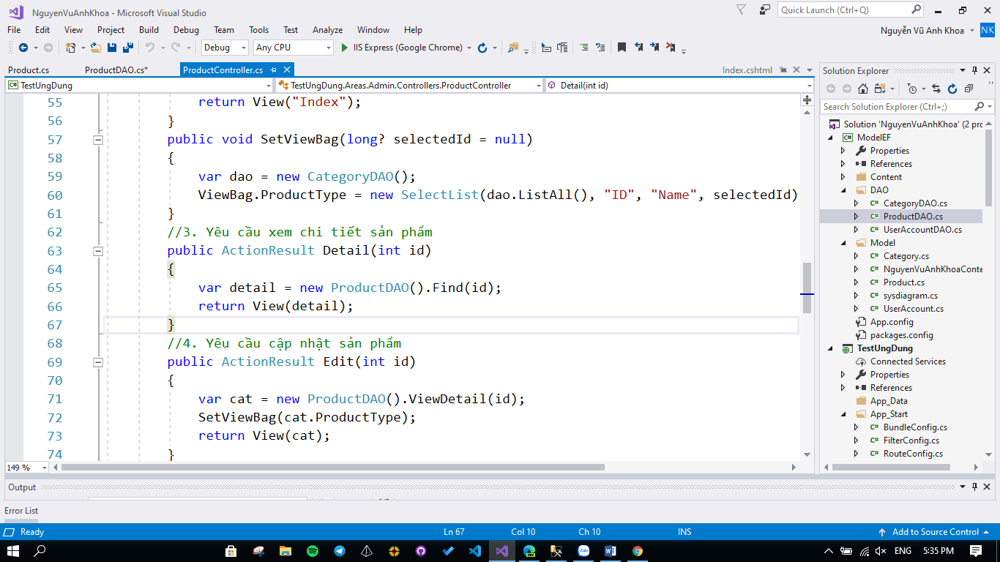 NguyenVuAnhKhoa - Microsoft Visual Studio
Quick Launch (Ctrl+Q)
File Edit View Project Build Debug Team Tools Test Analyze Window Help
Nguyễn Vũ Anh Khoa NK
Debug Any CPU IIS Express (Google Chrome)
Product.cs ProductDAO.cs* ProductController.cs Index.cshtml
TestUngDung TestUngDung.Areas.Admin.Controllers.ProductController Detail(int id)
55 return View("Index");
56 }
57 public void SetViewBag(long? selectedId = null)
58 {
59 var dao = new CategoryDAO();
60 ViewBag.ProductType = new SelectList(dao.ListAll(), "ID", "Name", selectedId)
61 }
62 //3. Yêu cầu xem chi tiết sản phẩm
63 public ActionResult Detail(int id)
64 {
65 var detail = new ProductDAO().Find(id);
66 return View(detail);
67 }
68 //4. Yêu cầu cập nhật sản phẩm
69 public ActionResult Edit(int id)
70 {
71 var cat = new ProductDAO().ViewDetail(id);
72 SetViewBag(cat.ProductType);
73 return View(cat);
74 }
149 %
Solution Explorer
Search Solution Explorer (Ctrl+;)
Solution 'NguyenVuAnhKhoa' (2 prc
ModelEF
Properties
References
Content
DAO
CategoryDAO.cs
ProductDAO.cs
UserAccountDAO.cs
Model
Category.cs
NguyenVuAnhKhoaConte
Product.cs
sysdiagram.cs
UserAccount.cs
App.config
packages.config
TestUngDung
Connected Services
Properties
References
App_Data
App_Start
BundleConfig.cs
FilterConfig.cs
RouteConfig.cs
Output
Error List
Ready Ln 67 Col 10 Ch 10 INS Add to Source Control
ENG 5:35 PM